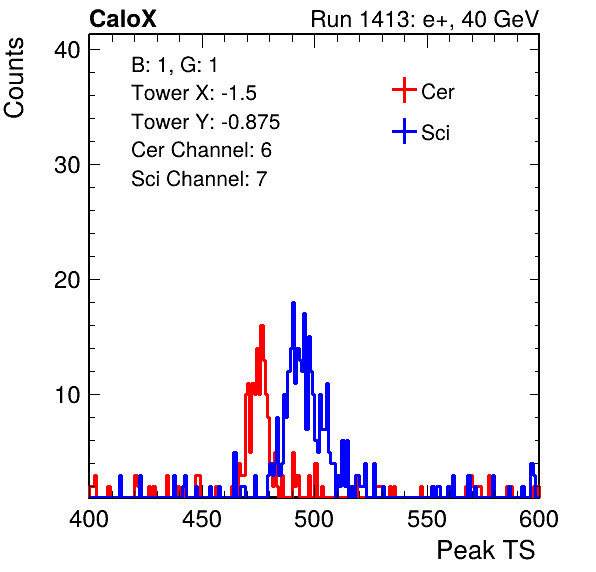 CaloX
Run 1413: e+, 40 GeV
Counts
B: 1, G: 1
Tower X: -1.5
Tower Y: -0.875
Cer Channel: 6
Sci Channel: 7
Cer
Sci
40
30
20
10
400 450 500 550 600
Peak TS